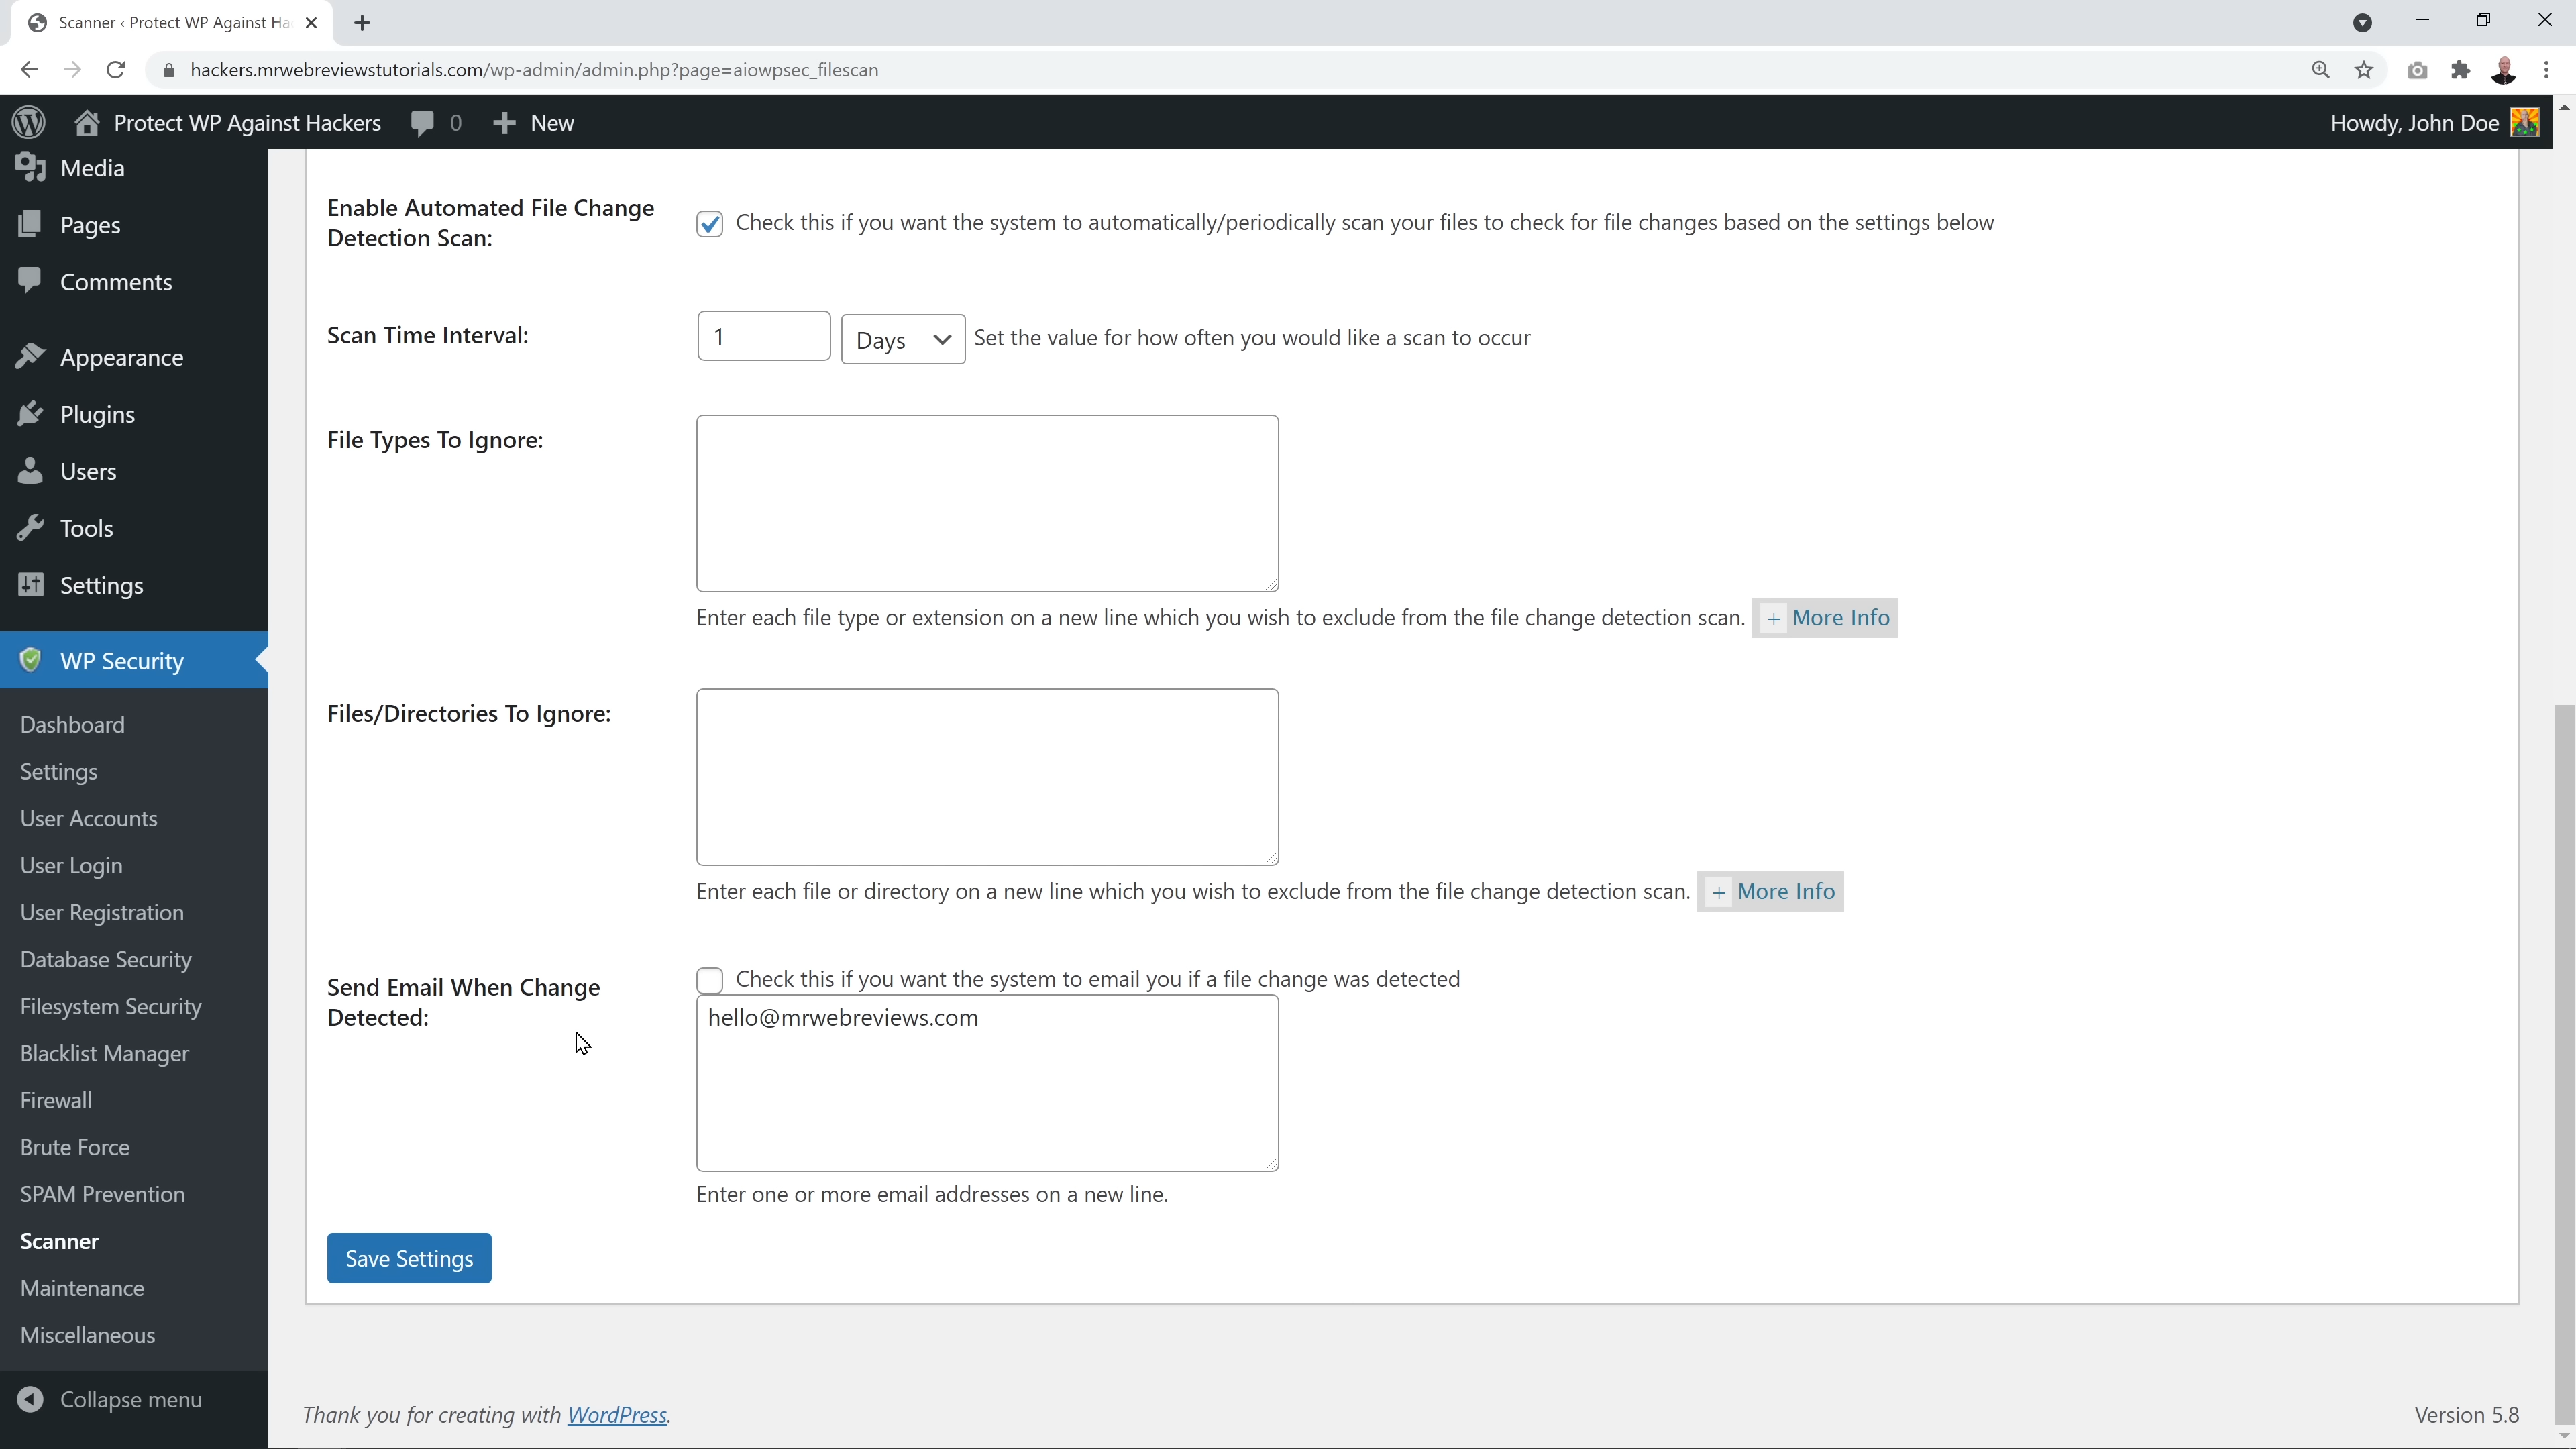 Scanner ‹ Protect WP Against Ha
hackers.mrwebreviewstutorials.com/wp-admin/admin.php?page=aiowpsec_filescan
Protect WP Against Hackers
0
New
Howdy, John Doe
Media
Pages
Comments
Appearance
Plugins
Users
Tools
Settings
WP Security
Dashboard
Settings
User Accounts
User Login
User Registration
Database Security
Filesystem Security
Blacklist Manager
Firewall
Brute Force
SPAM Prevention
Scanner
Maintenance
Miscellaneous
Collapse menu
Enable Automated File Change
Detection Scan:
Check this if you want the system to automatically/periodically scan your files to check for file changes based on the settings below
Scan Time Interval:
1
Days
Set the value for how often you would like a scan to occur
File Types To Ignore:
Enter each file type or extension on a new line which you wish to exclude from the file change detection scan.
+ More Info
Files/Directories To Ignore:
Enter each file or directory on a new line which you wish to exclude from the file change detection scan.
+ More Info
Send Email When Change
Detected:
Check this if you want the system to email you if a file change was detected
hello@mrwebreviews.com
Enter one or more email addresses on a new line.
Save Settings
Thank you for creating with WordPress.
Version 5.8